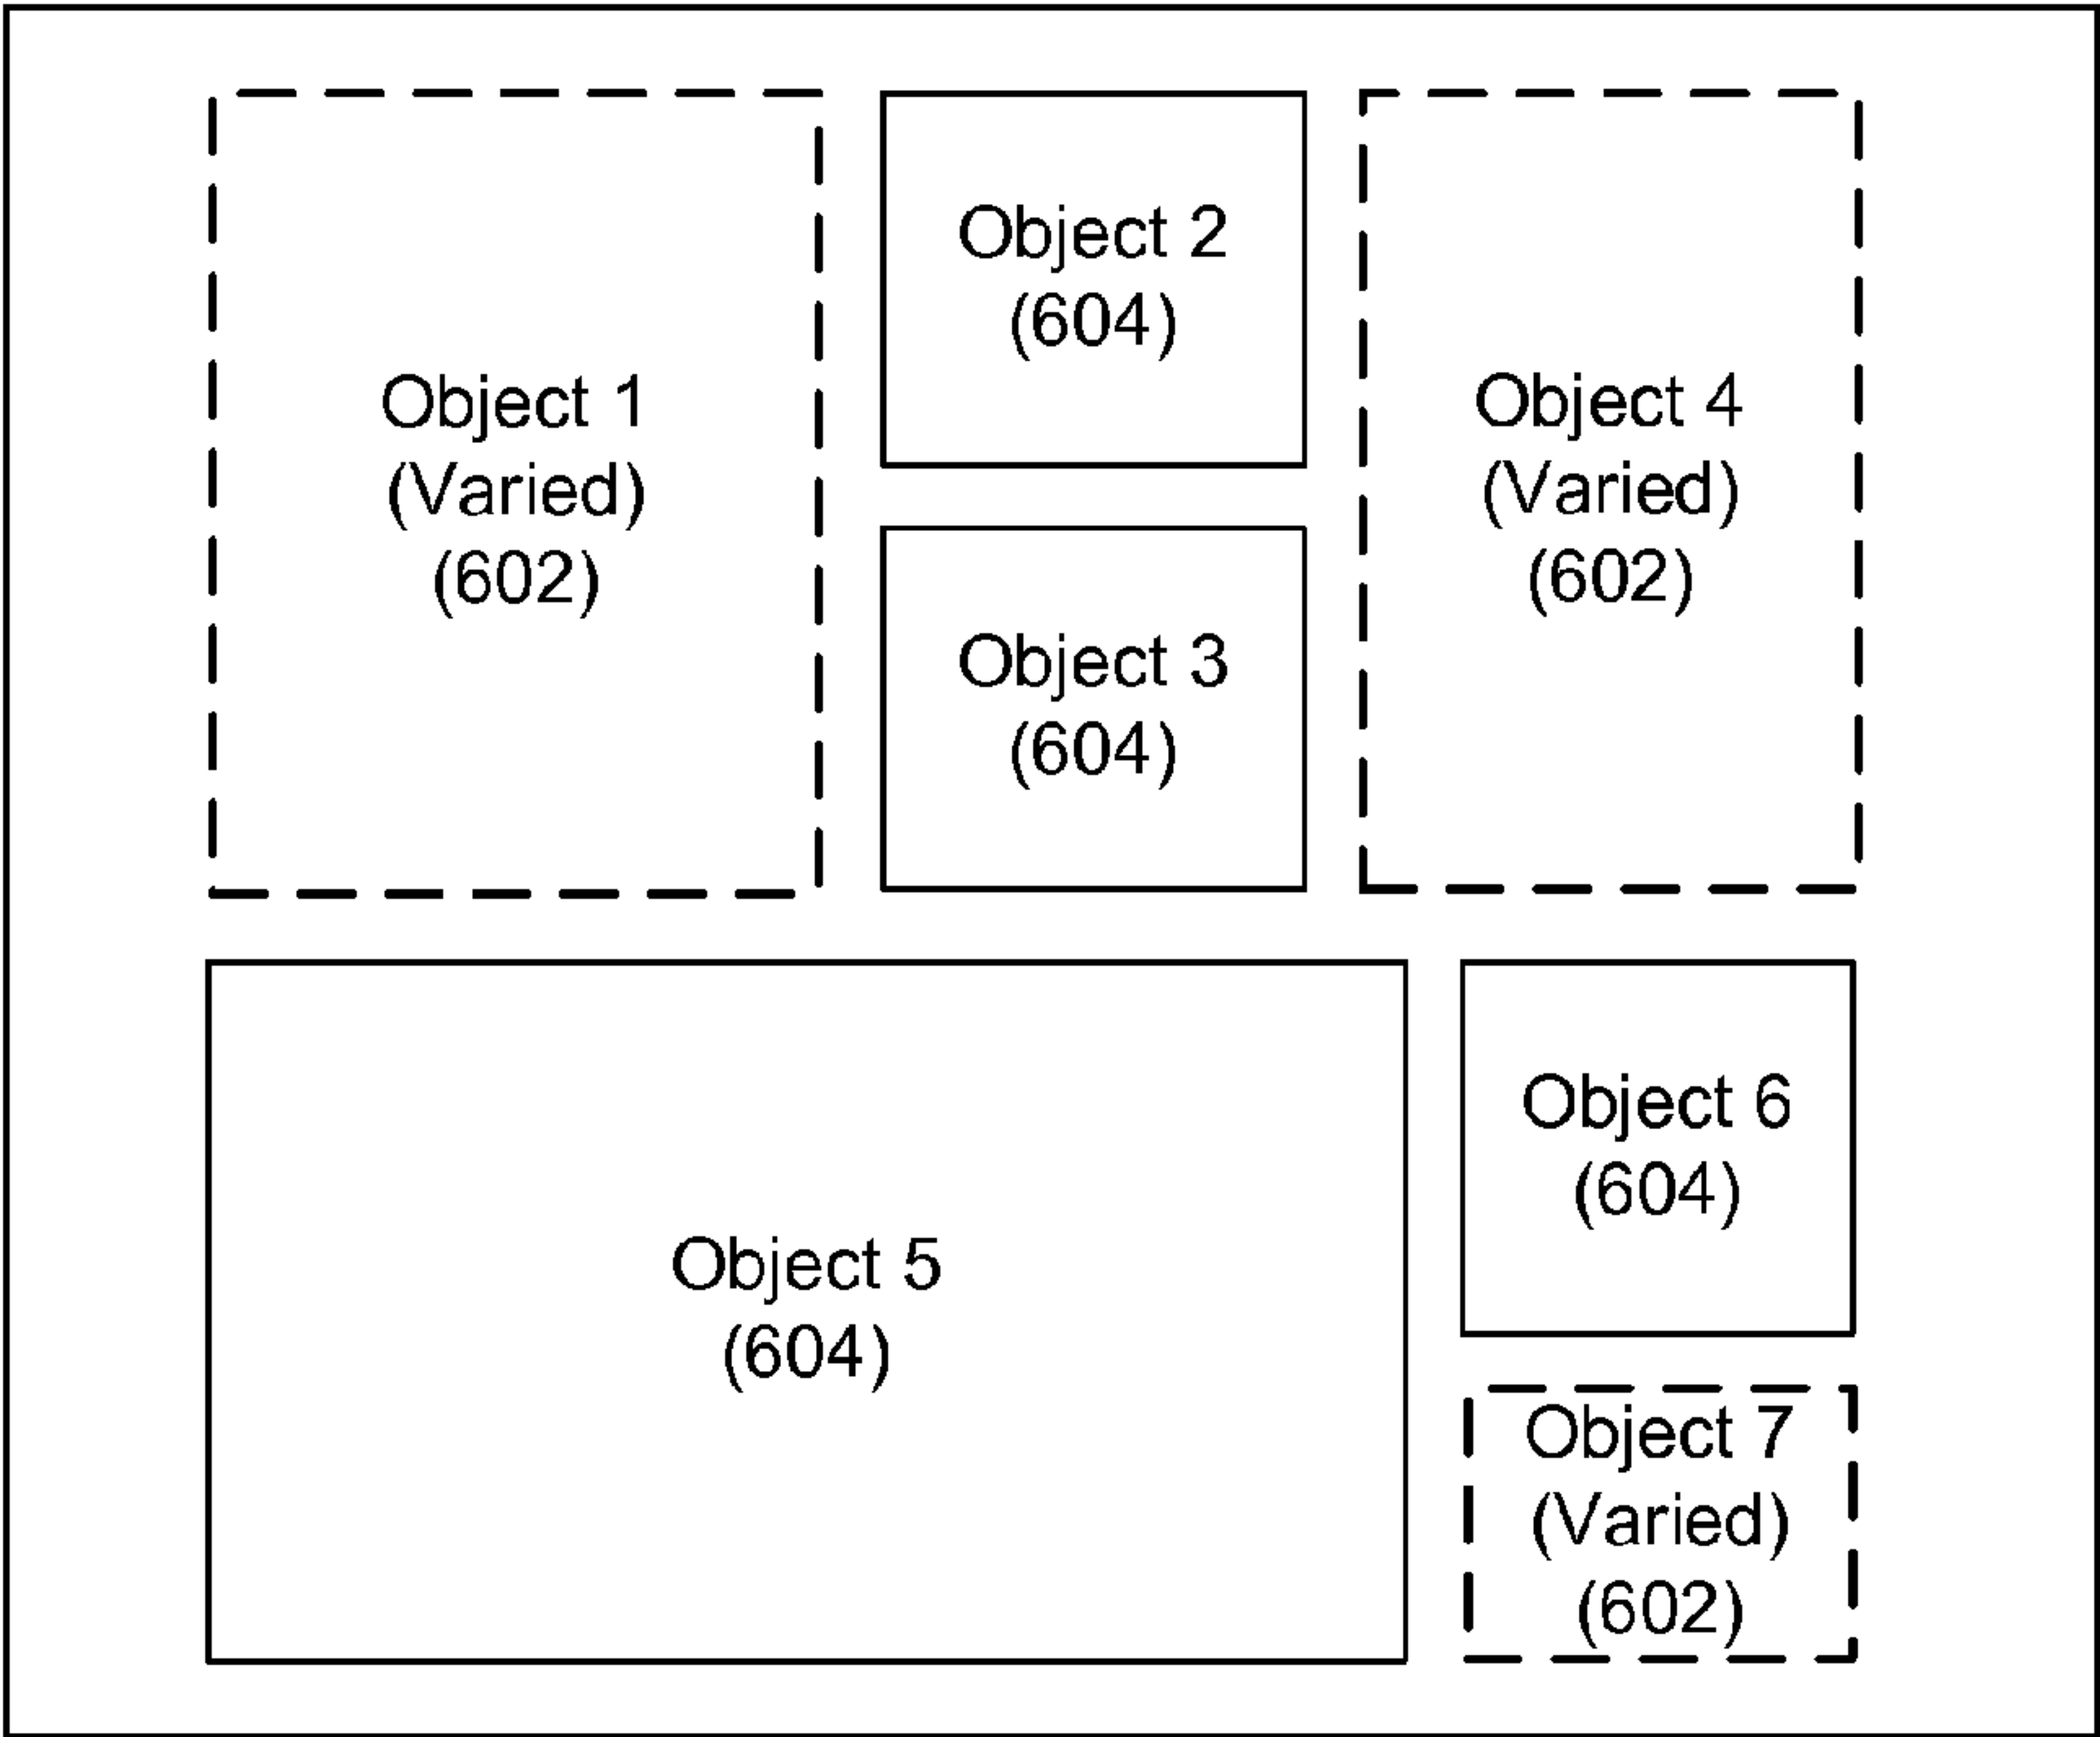 Object 1
(Varied)
(602)
Object 2
(604)
Object 3
(604)
Object 4
(Varied)
(602)
Object 5
(604)
Object 6
(604)
Object 7
(Varied)
(602)